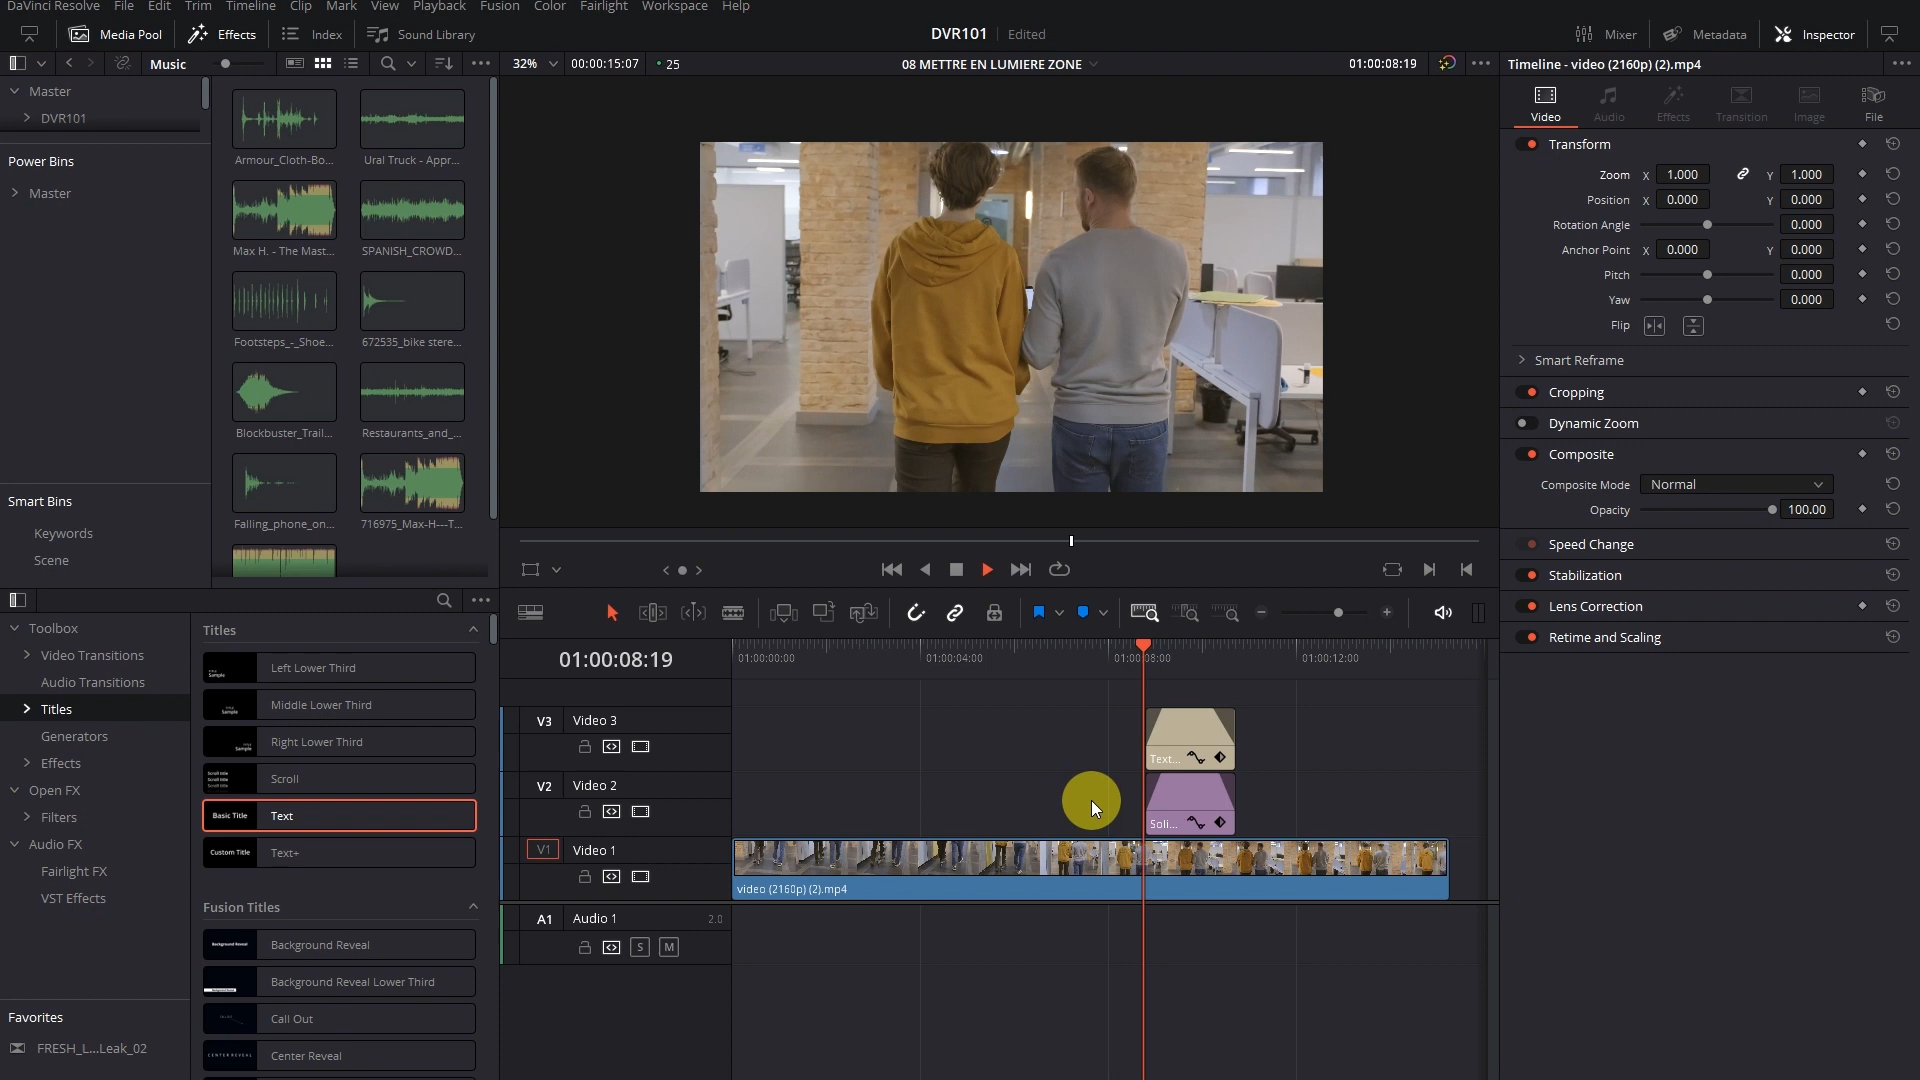 DaVinci Resolve File Edit Trim Timeline Clip Mark View Playback Fusion Color Fairlight Workspace Help
Media Pool Effects Index Sound Library DVR101 Edited Mixer Metadata Inspector
Music 32% 00:00:15:07 25 08 METTRE EN LUMIERE ZONE 01:00:08:19 Timeline - video (2160p) (2).mp4
Master
DVR101
Power Bins
Master
Smart Bins
Keywords
Scene
Armour_Cloth-Bo... Ural Truck - Appr...
Max H. - The Mast... SPANISH_CROWD...
Footsteps_-_Shoe... 672535_bike stere...
Blockbuster_Trail... Restaurants_and_...
Falling_phone_on... 716975_Max-H---T...
Video Audio Effects Transition Image File
Transform
Zoom X 1.000 Y 1.000
Position X 0.000 Y 0.000
Rotation Angle 0.000
Anchor Point X 0.000 Y 0.000
Pitch 0.000
Yaw 0.000
Flip
Smart Reframe
Cropping
Dynamic Zoom
Composite
Composite Mode Normal
Opacity 100.00
Speed Change
Stabilization
Lens Correction
Retime and Scaling
Toolbox
Video Transitions
Audio Transitions
Titles
Generators
Effects
Open FX
Filters
Audio FX
Fairlight FX
VST Effects
Favorites
FRESH_L...Leak_02
Titles
Left Lower Third
Middle Lower Third
Right Lower Third
Scroll
Basic Title Text
Custom Title Text+
Fusion Titles
Background Reveal Background Reveal
Background Reveal Lower Third
Call Out
CENTER REVEAL Center Reveal
01:00:08:19 01:00:00:00 01:00:04:00 01:00:08:00 01:00:12:00
V3 Video 3
Text...
V2 Video 2
Soli...
V1 Video 1
video (2160p) (2).mp4
A1 Audio 1 2.0
S M